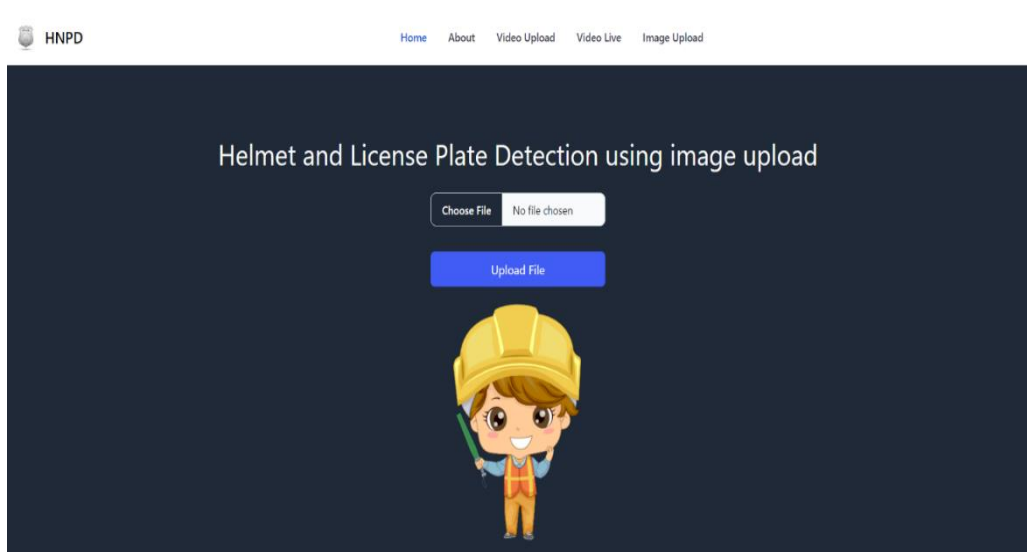 HNPD
Home About Video Upload Video Live Image Upload
Helmet and License Plate Detection using image upload
Choose File No file chosen
Upload File